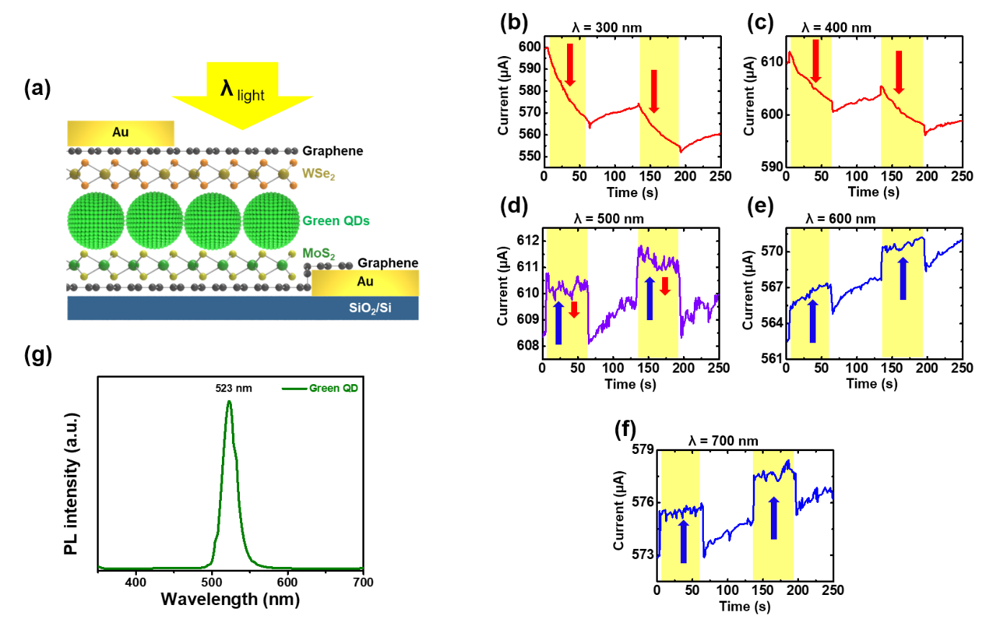 (a)
λ light
Au
Graphene
WSe2
Green QDs
MoS2
Graphene
Au
SiO2/Si
(b)
λ = 300 nm
Current (μA)
600
590
580
570
560
550
0 50 100 150 200 250
Time (s)
(c)
λ = 400 nm
Current (μA)
610
600
590
0 50 100 150 200 250
Time (s)
(d)
λ = 500 nm
Current (μA)
612
611
610
609
608
0 50 100 150 200 250
Time (s)
(e)
λ = 600 nm
Current (μA)
570
567
564
561
0 50 100 150 200 250
Time (s)
(f)
λ = 700 nm
Current (μA)
579
576
573
0 50 100 150 200 250
Time (s)
(g)
523 nm
Green QD
PL intensity (a.u.)
400 500 600 700
Wavelength (nm)